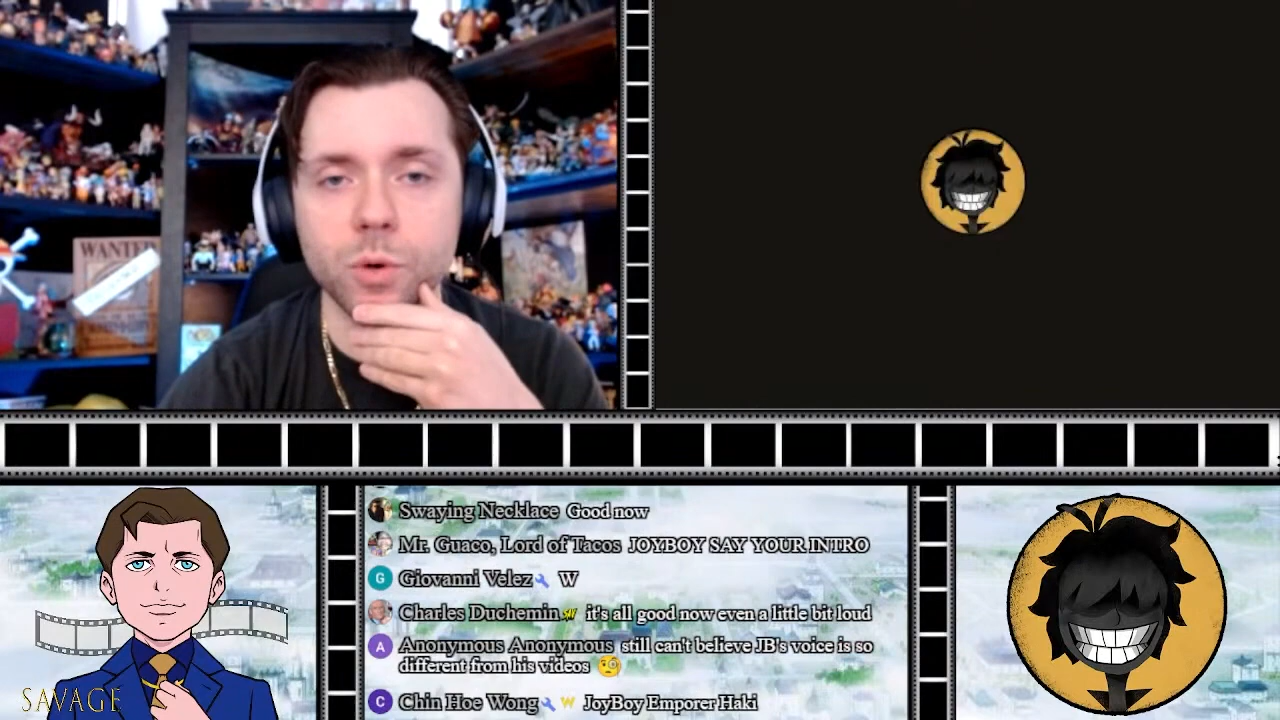 WANTED
Swaying Necklace Good now
Mr. Guaco, Lord of Tacos JOYBOY SAY YOUR INTRO
G Giovanni Velez W
Charles Duchemin it's all good now even a little bit loud
A Anonymous Anonymous still can't believe JB's voice is so
different from his videos
C Chin Hoe Wong JoyBoy Emporer Haki
SAVAGE